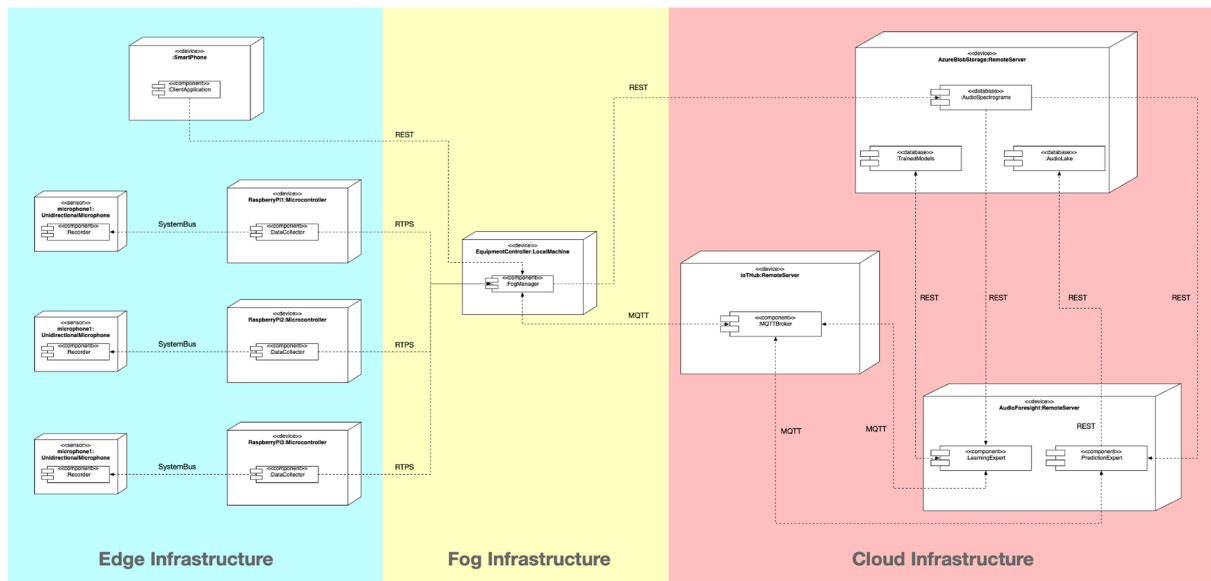 <<device>>
:SmartPhone
<<component>>
:ClientApplication
REST
<<sensor>>
microphone1:
UnidirectionalMicrophone
<<component>>
:Recorder
SystemBus
<<device>>
RaspberryPi1:Microcontroller
<<component>>
:DataCollector
RTPS
<<sensor>>
microphone1:
UnidirectionalMicrophone
<<component>>
:Recorder
SystemBus
<<device>>
RaspberryPi2:Microcontroller
<<component>>
:DataCollector
RTPS
<<sensor>>
microphone1:
UnidirectionalMicrophone
<<component>>
:Recorder
SystemBus
<<device>>
RaspberryPi3:Microcontroller
<<component>>
:DataCollector
RTPS
Edge Infrastructure
<<device>>
EquipmentController:LocalMachine
<<component>>
:FogManager
REST
MQTT
Fog Infrastructure
<<device>>
AzureBlobStorage:RemoteServer
<<database>>
:AudioSpectrograms
<<database>>
:TrainedModels
<<database>>
:AudioLake
<<device>>
IoTHub:RemoteServer
<<component>>
:MQTTBroker
REST
REST
REST
REST
<<device>>
AudioForesight:RemoteServer
REST
MQTT
MQTT
<<component>>
:LearningExpert
<<component>>
:PredictionExpert
Cloud Infrastructure